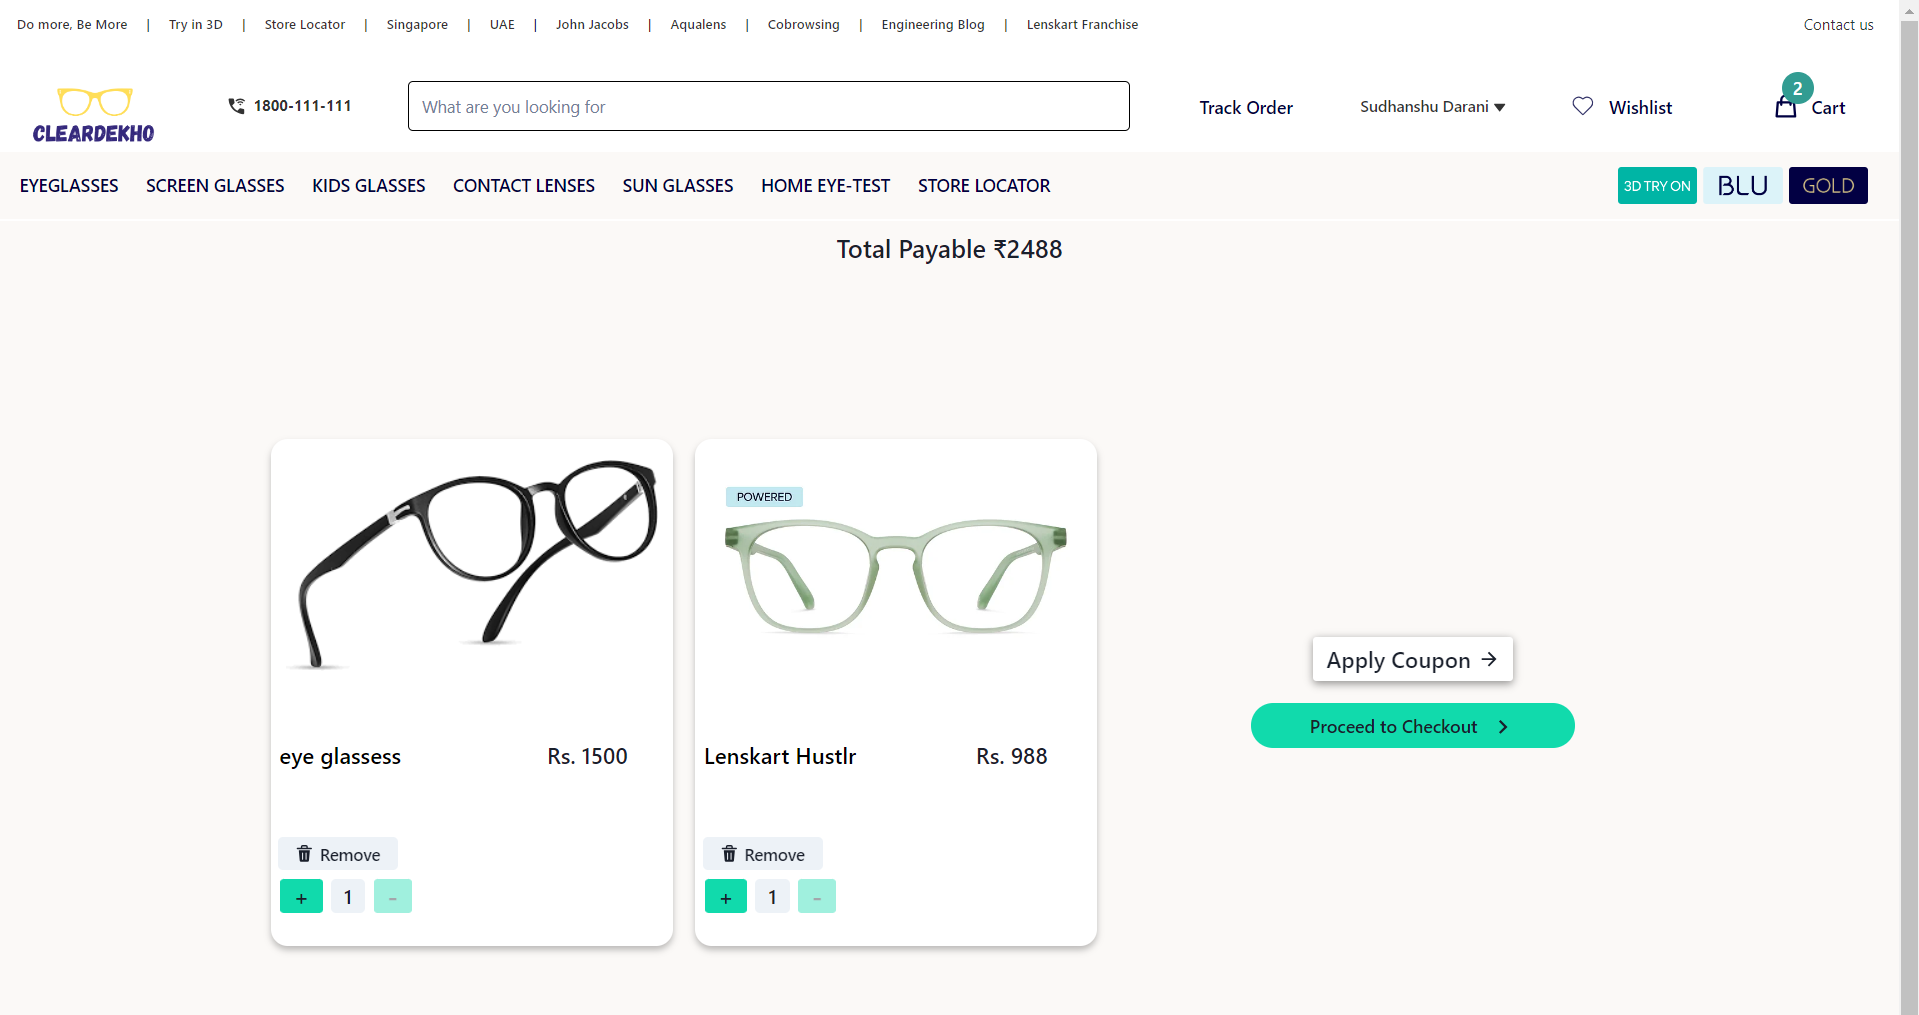 Do more, Be More | Try in 3D | Store Locator | Singapore | UAE | John Jacobs | Aqualens | Cobrowsing | Engineering Blog | Lenskart Franchise Contact us
CLEARDEKHO
1800-111-111
What are you looking for
Track Order
Sudhanshu Darani
Wishlist
2
Cart
EYEGLASSES SCREEN GLASSES KIDS GLASSES CONTACT LENSES SUN GLASSES HOME EYE-TEST STORE LOCATOR 3D TRY ON BLU GOLD
Total Payable ₹2488
POWERED
Apply Coupon
Proceed to Checkout
eye glassess Rs. 1500
Lenskart Hustlr Rs. 988
Remove
+ 1 -
Remove
+ 1 -